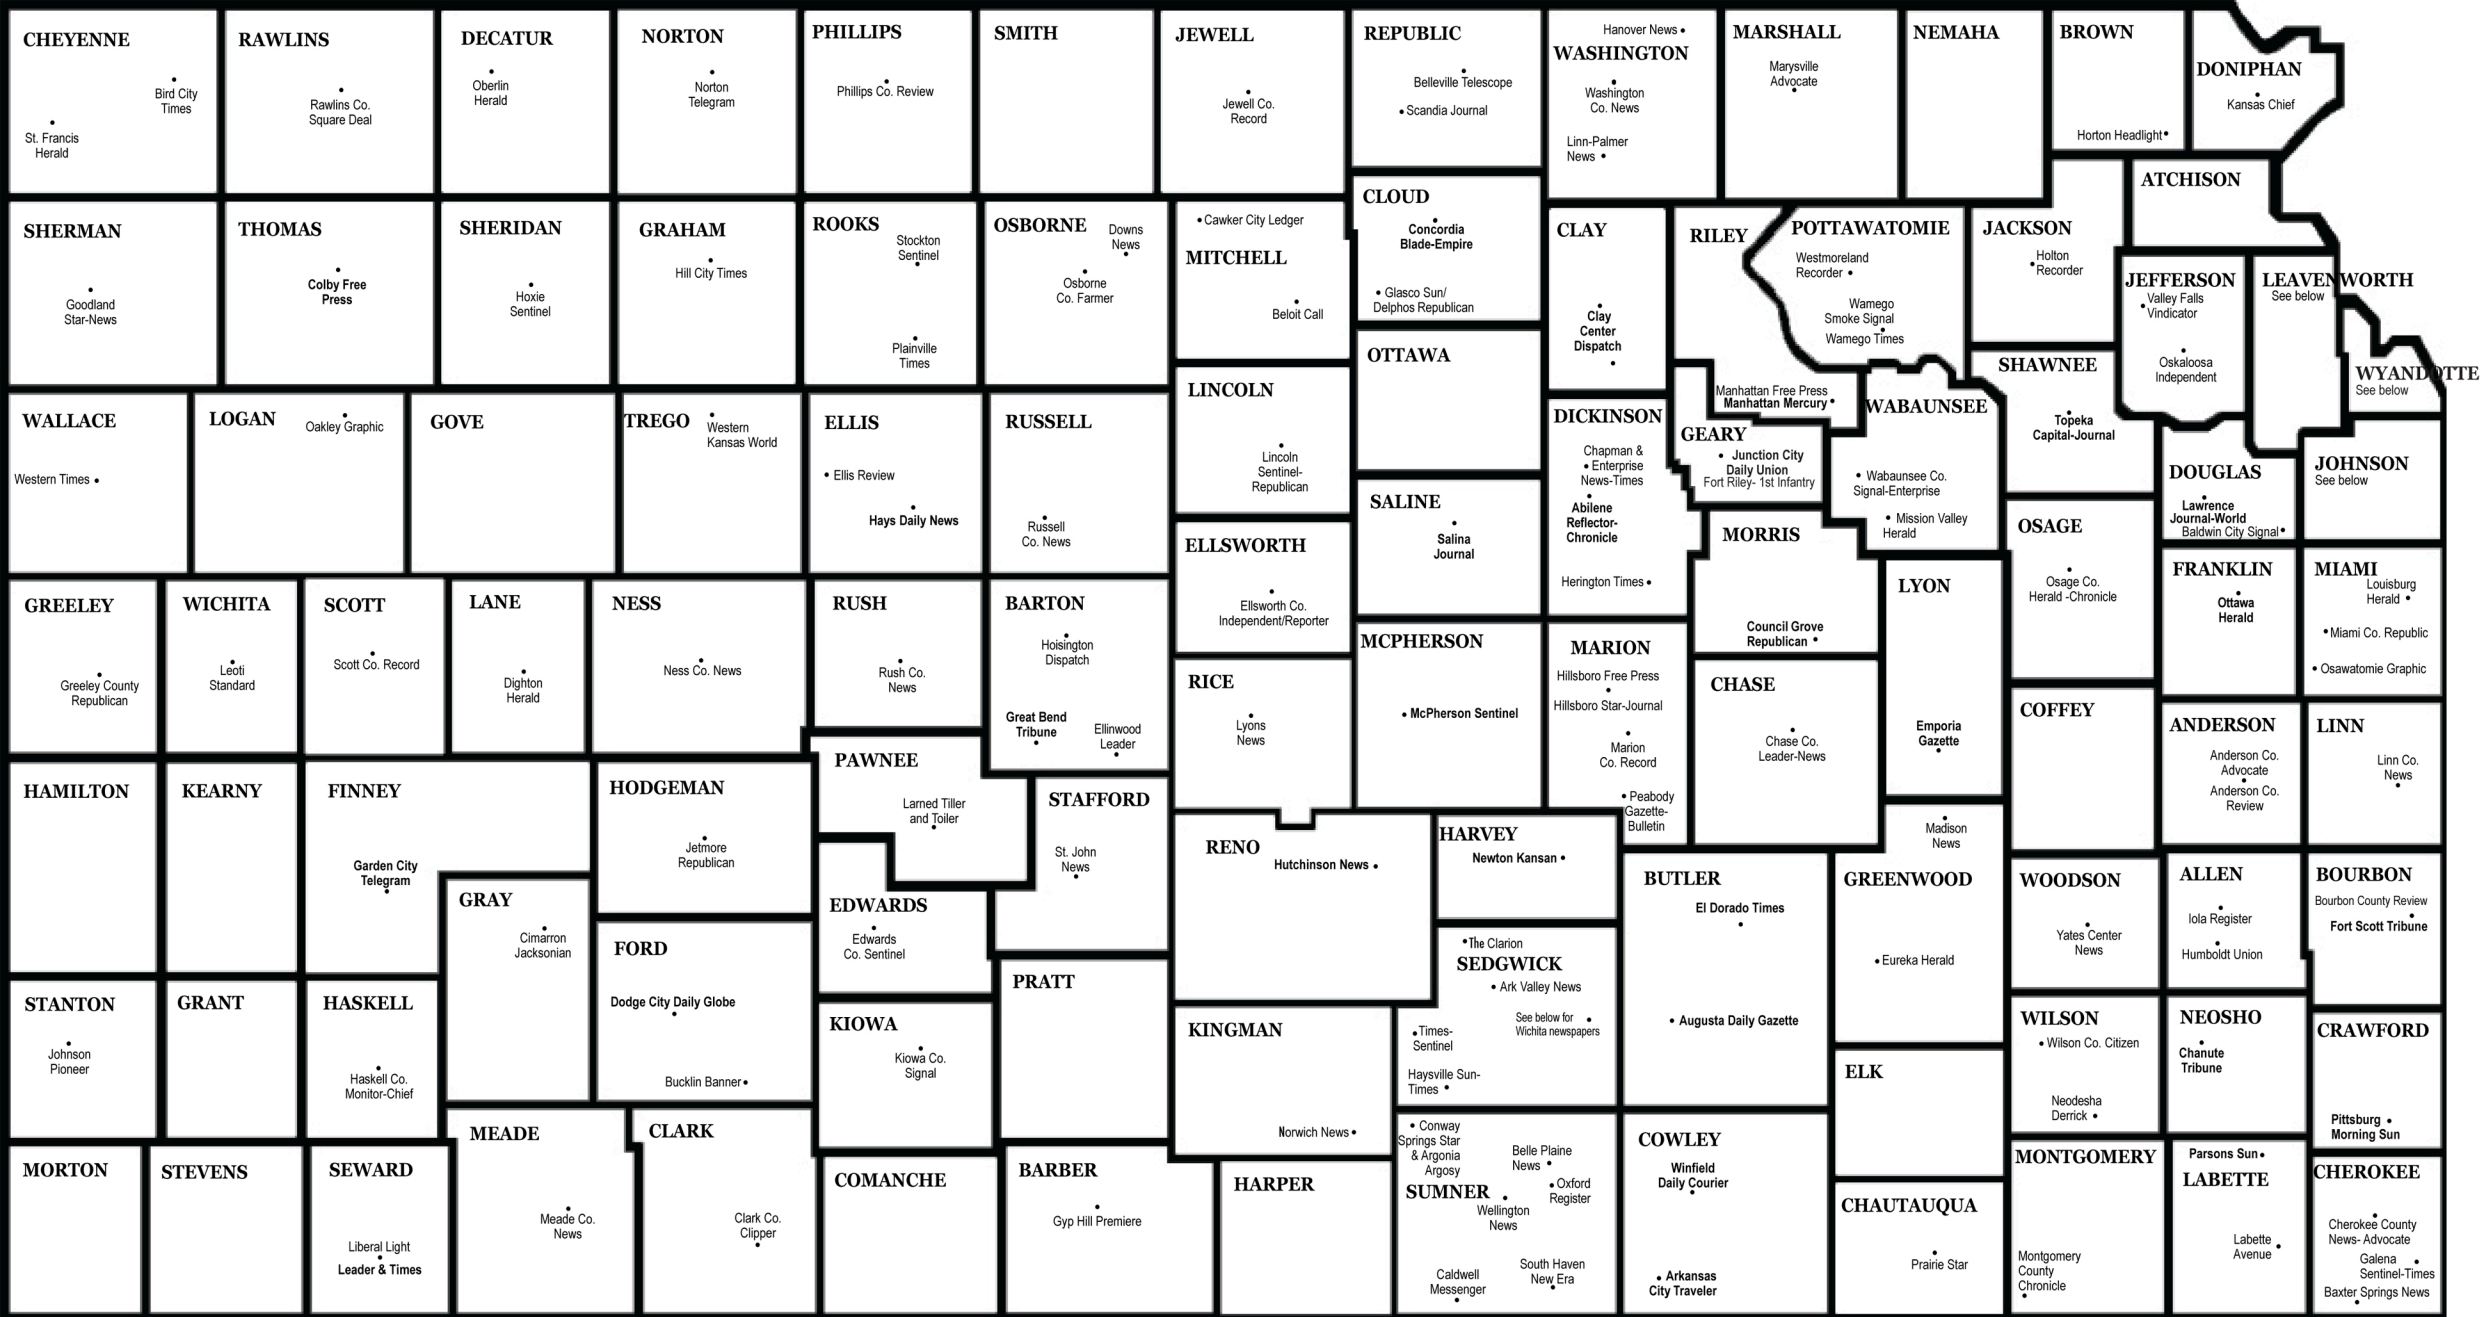 CHEYENNE
Bird City
Times
St. Francis
Herald
RAWLINS
Rawlins Co.
Square Deal
DECATUR
Oberlin
Herald
NORTON
Norton
Telegram
PHILLIPS
Phillips Co. Review
SMITH
JEWELL
Jewell Co.
Record
REPUBLIC
Belleville Telescope
Scandia Journal
Hanover News
WASHINGTON
Washington
Co. News
Linn-Palmer
News
MARSHALL
Marysville
Advocate
NEMAHA
BROWN
Horton Headlight
DONIPHAN
Kansas Chief
ATCHISON
SHERMAN
Goodland
Star-News
THOMAS
Colby Free
Press
SHERIDAN
Hoxie
Sentinel
GRAHAM
Hill City Times
ROOKS
Stockton
Sentinel
Plainville
Times
OSBORNE
Downs
News
Osborne
Co. Farmer
Cawker City Ledger
MITCHELL
Beloit Call
CLOUD
Concordia
Blade-Empire
Glasco Sun/
Delphos Republican
CLAY
Clay
Center
Dispatch
RILEY
Manhattan Free Press
Manhattan Mercury
POTTAWATOMIE
Westmoreland
Recorder
Wamego
Smoke Signal
Wamego Times
JACKSON
Holton
Recorder
JEFFERSON
Valley Falls
Vindicator
Oskaloosa
Independent
LEAVENWORTH
See below
WYANDOTTE
See below
OTTAWA
SHAWNEE
Topeka
Capital-Journal
WALLACE
Western Times
LOGAN
Oakley Graphic
GOVE
TREGO
Western
Kansas World
ELLIS
Ellis Review
Hays Daily News
RUSSELL
Russell
Co. News
LINCOLN
Lincoln
Sentinel-
Republican
SALINE
Salina
Journal
DICKINSON
Chapman &
Enterprise
News-Times
Abilene
Reflector-
Chronicle
Herington Times
GEARY
Junction City
Daily Union
Fort Riley- 1st Infantry
WABAUNSEE
Wabaunsee Co.
Signal-Enterprise
Mission Valley
Herald
DOUGLAS
Lawrence
Journal-World
Baldwin City Signal
JOHNSON
See below
ELLSWORTH
Ellsworth Co.
Independent/Reporter
MORRIS
Council Grove
Republican
LYON
Emporia
Gazette
OSAGE
Osage Co.
Herald -Chronicle
FRANKLIN
Ottawa
Herald
MIAMI
Louisburg
Herald
Miami Co. Republic
Osawatomie Graphic
GREELEY
Greeley County
Republican
WICHITA
Leoti
Standard
SCOTT
Scott Co. Record
LANE
Dighton
Herald
NESS
Ness Co. News
RUSH
Rush Co.
News
BARTON
Hoisington
Dispatch
Great Bend
Tribune
Ellinwood
Leader
RICE
Lyons
News
MCPHERSON
McPherson Sentinel
MARION
Hillsboro Free Press
Hillsboro Star-Journal
Marion
Co. Record
Peabody
Gazette-
Bulletin
CHASE
Chase Co.
Leader-News
COFFEY
ANDERSON
Anderson Co.
Advocate
Anderson Co.
Review
LINN
Linn Co.
News
HAMILTON
KEARNY
FINNEY
Garden City
Telegram
HODGEMAN
Jetmore
Republican
PAWNEE
Larned Tiller
and Toiler
STAFFORD
St. John
News
RENO
Hutchinson News
HARVEY
Newton Kansan
BUTLER
El Dorado Times
Augusta Daily Gazette
GREENWOOD
Madison
News
Eureka Herald
WOODSON
Yates Center
News
ALLEN
Iola Register
Humboldt Union
BOURBON
Bourbon County Review
Fort Scott Tribune
GRAY
Cimarron
Jacksonian
FORD
Dodge City Daily Globe
Bucklin Banner
EDWARDS
Edwards
Co. Sentinel
PRATT
KINGMAN
Norwich News
The Clarion
SEDGWICK
Ark Valley News
See below for
Wichita newspapers
Times-
Sentinel
Haysville Sun-
Times
STANTON
Johnson
Pioneer
GRANT
HASKELL
Haskell Co.
Monitor-Chief
KIOWA
Kiowa Co.
Signal
ELK
WILSON
Wilson Co. Citizen
Neodesha
Derrick
NEOSHO
Chanute
Tribune
CRAWFORD
Pittsburg
Morning Sun
MORTON
STEVENS
SEWARD
Liberal Light
Leader & Times
MEADE
Meade Co.
News
CLARK
Clark Co.
Clipper
COMANCHE
BARBER
Gyp Hill Premiere
HARPER
Conway
Springs Star
& Argonia
Argosy
SUMNER
Belle Plaine
News
Oxford
Register
Wellington
News
Caldwell
Messenger
South Haven
New Era
COWLEY
Winfield
Daily Courier
Arkansas
City Traveler
CHAUTAUQUA
Prairie Star
MONTGOMERY
Montgomery
County
Chronicle
Parsons Sun
LABETTE
Labette
Avenue
CHEROKEE
Cherokee County
News- Advocate
Galena
Sentinel-Times
Baxter Springs News